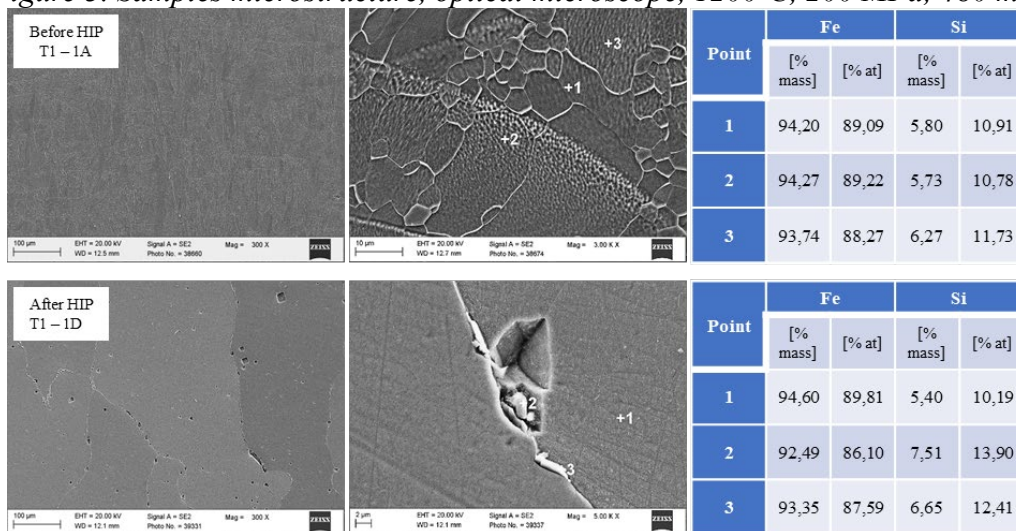 Samples microstructure, optical microscope, 1200 MPa,
Before HIP
T1 – 1A
+3
+1
+2
100 µm EHT = 20.00 kV Signal A = SE2 Mag = 300 X ZEISS
WD = 12.5 mm Photo No. = 38660
10 µm EHT = 20.00 kV Signal A = SE2 Mag = 3.00 K X ZEISS
WD = 12.7 mm Photo No. = 38674
Point Fe Si
[% mass] [% at] [% mass] [% at]
1 94,20 89,09 5,80 10,91
2 94,27 89,22 5,73 10,78
3 93,74 88,27 6,27 11,73
After HIP
T1 – 1D
2
+1
3
100 µm EHT = 20.00 kV Signal A = SE2 Mag = 300 X ZEISS
WD = 12.1 mm Photo No. = 39331
2 µm EHT = 20.00 kV Signal A = SE2 Mag = 5.00 K X ZEISS
WD = 12.1 mm Photo No. = 39337
Point Fe Si
[% mass] [% at] [% mass] [% at]
1 94,60 89,81 5,40 10,19
2 92,49 86,10 7,51 13,90
3 93,35 87,59 6,65 12,41